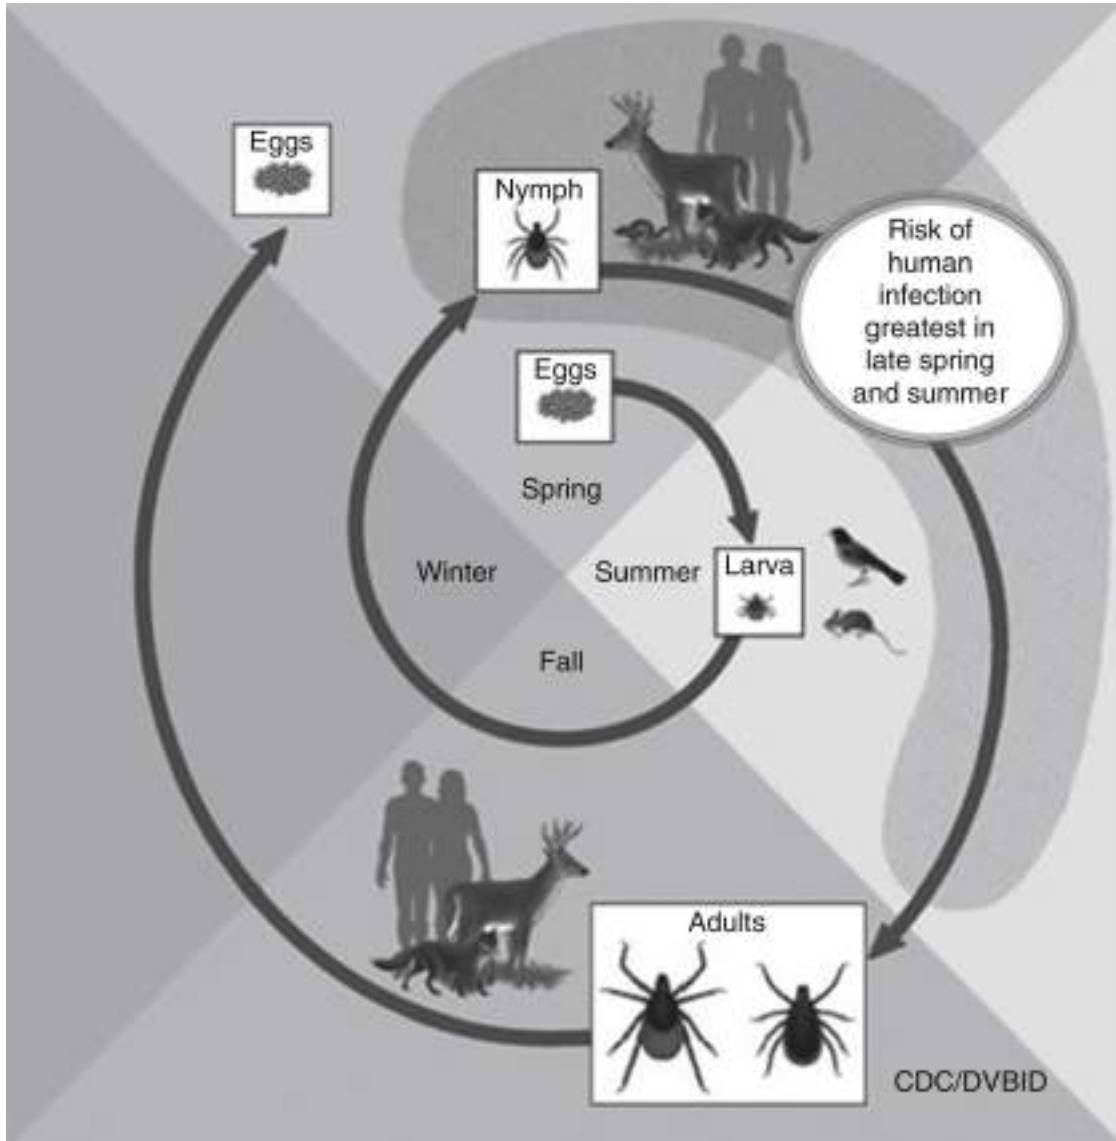 Eggs
Nymph
Risk of
human
infection
greatest in
late spring
and summer
Eggs
Spring
Winter
Summer
Larva
Fall
Adults
CDC/DVBID